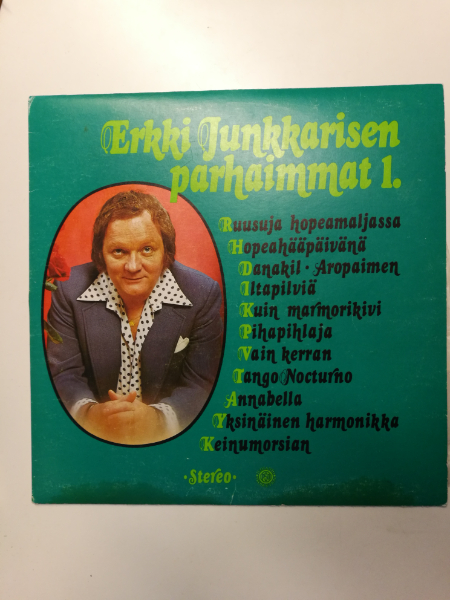 Erkki Junkkarisen
parhaimmat 1.
Ruusuja hopeamaljassa
Hopeahääpäivänä
Danakil · Aropaimen
Iltapilviä
Kuin marmorikivi
Pihapihlaja
Vain kerran
Tango Nocturno
Annabella
Yksinäinen harmonikka
Keinumorsian
·Stereo·